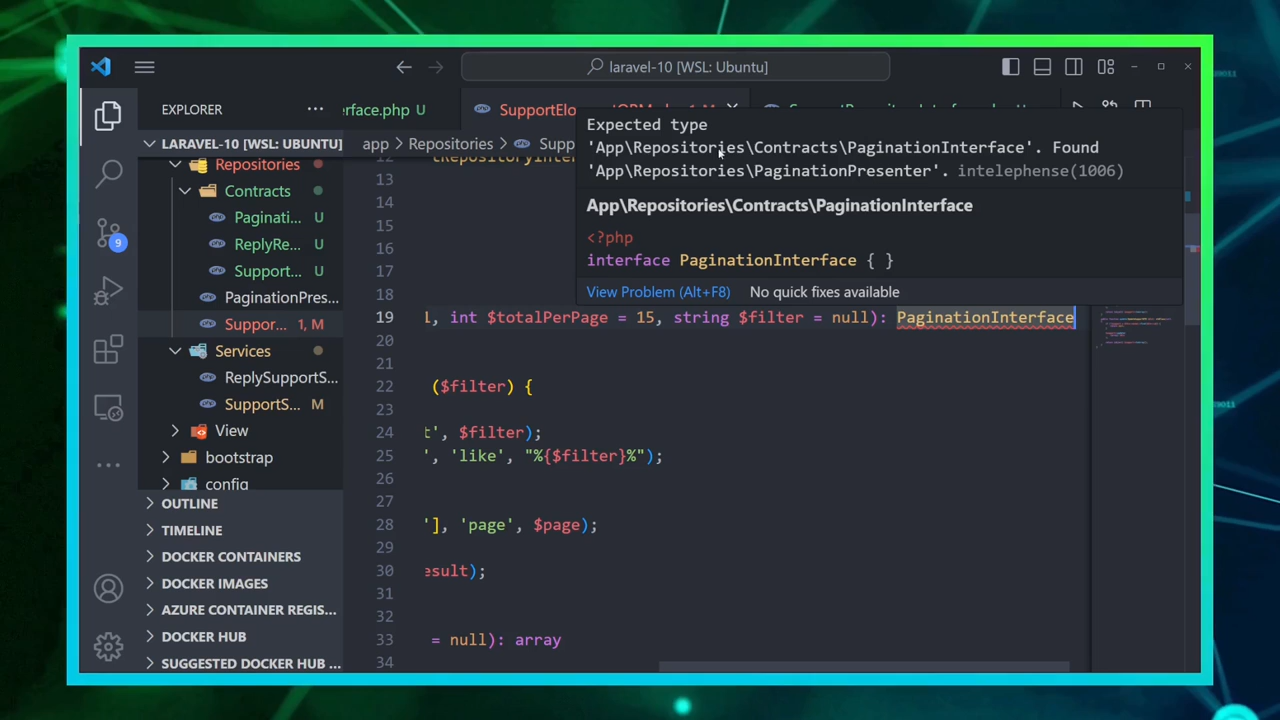 laravel-10 [WSL: Ubuntu]
EXPLORER
erface.php U
LARAVEL-10 [WSL: UBUNTU]
app > Repositories >
Expected type
'App\Repositories\Contracts\PaginationInterface'. Found
'App\Repositories\PaginationPresenter'. intelephense(1006)
App\Repositories\Contracts\PaginationInterface
<?php
interface PaginationInterface { }
View Problem (Alt+F8) No quick fixes available
Repositories
Contracts
Paginati... U
ReplyRe... U
Support... U
PaginationPres...
Suppor... 1, M
Services
ReplySupportS...
SupportS... M
View
bootstrap
config
OUTLINE
TIMELINE
DOCKER CONTAINERS
DOCKER IMAGES
AZURE CONTAINER REGIS...
DOCKER HUB
SUGGESTED DOCKER HUB ...
9
13
14
15
16
17
18
19 l, int $totalPerPage = 15, string $filter = null): PaginationInterface
20
21
22 ($filter) {
23
24 t', $filter);
25 ', 'like', "%{$filter}%");
26
27
28 '], 'page', $page);
29
30 esult);
31
32
33 = null): array
34